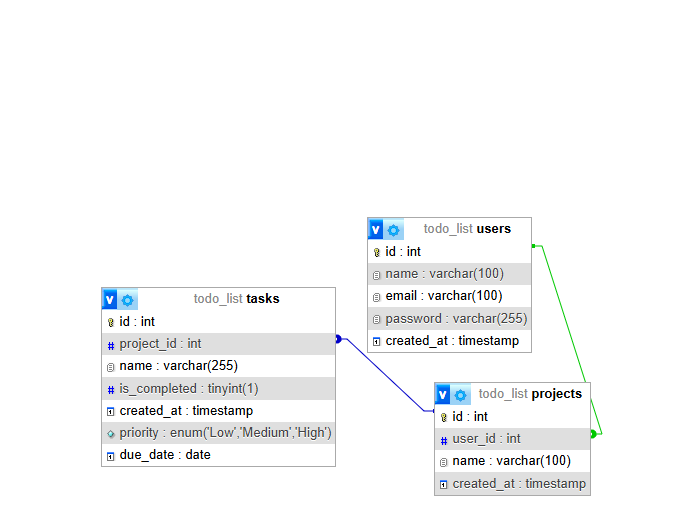 v todo_list users
id : int
name : varchar(100)
email : varchar(100)
password : varchar(255)
created_at : timestamp
v todo_list tasks
id : int
# project_id : int
name : varchar(255)
# is_completed : tinyint(1)
created_at : timestamp
priority : enum('Low','Medium','High')
due_date : date
v todo_list projects
id : int
# user_id : int
name : varchar(100)
created_at : timestamp